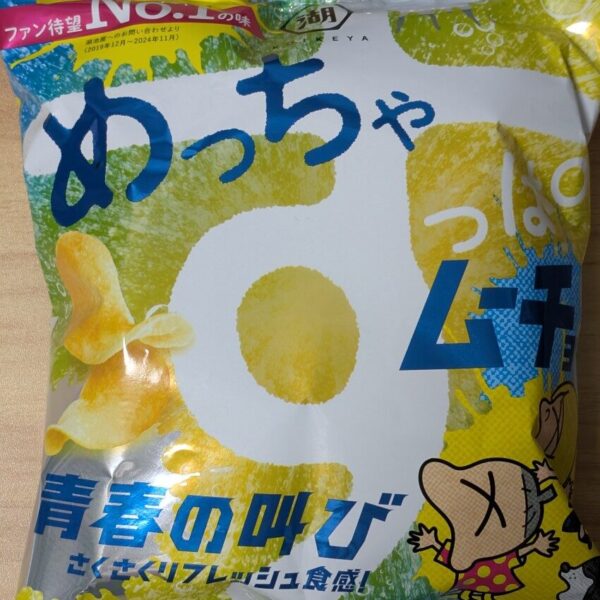 ファン待望No.1の味
湖池屋へのお問い合わせより
(2019年12月~2024年11月)
湖
KOIKEYA
めっちゃ
すっぱ
ムーチョ
青春の叫び
さくさくリフレッシュ食感!